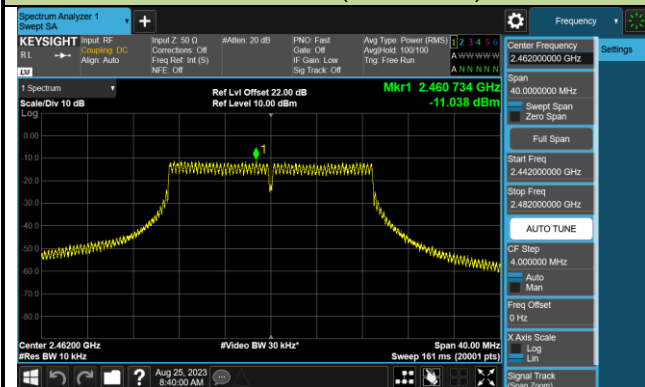 Spectrum Analyzer 1
Swept SA
+
Frequency
KEYSIGHT
RL
LXI
Input: RF
Coupling: DC
Align: Auto
Input Z: 50 Ω
Corrections: Off
Freq Ref: Int (S)
NFE: Off
#Atten: 20 dB
PNO: Fast
Gate: Off
IF Gain: Low
Sig Track: Off
Avg Type: Power (RMS)
Avg|Hold: 100/100
Trig: Free Run
1 2 3 4 5 6
A W W W W W
A N N N N N
1 Spectrum
Scale/Div 10 dB
Log
Ref Lvl Offset 22.00 dB
Ref Level 10.00 dBm
Mkr1 2.460 734 GHz
-11.038 dBm
1
0.00
-10.0
-20.0
-30.0
-40.0
-50.0
-60.0
-70.0
-80.0
Center 2.46200 GHz
#Res BW 10 kHz
#Video BW 30 kHz*
Span 40.00 MHz
Sweep 161 ms (20001 pts)
Center Frequency
2.462000000 GHz
Settings
Span
40.0000000 MHz
Swept Span
Zero Span
Full Span
Start Freq
2.442000000 GHz
Stop Freq
2.482000000 GHz
AUTO TUNE
CF Step
4.000000 MHz
Auto
Man
Freq Offset
0 Hz
X Axis Scale
Log
Lin
Signal Track
(Span Zoom)
?
Aug 25, 2023
8:40:00 AM